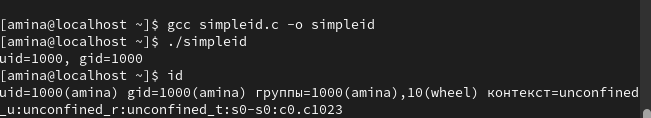 [amina@localhost ~]$ gcc simpleid.c -o simpleid
[amina@localhost ~]$ ./simpleid
uid=1000, gid=1000
[amina@localhost ~]$ id
uid=1000(amina) gid=1000(amina) группы=1000(amina),10(wheel) контекст=unconfined
_u:unconfined_r:unconfined_t:s0-s0:c0.c1023